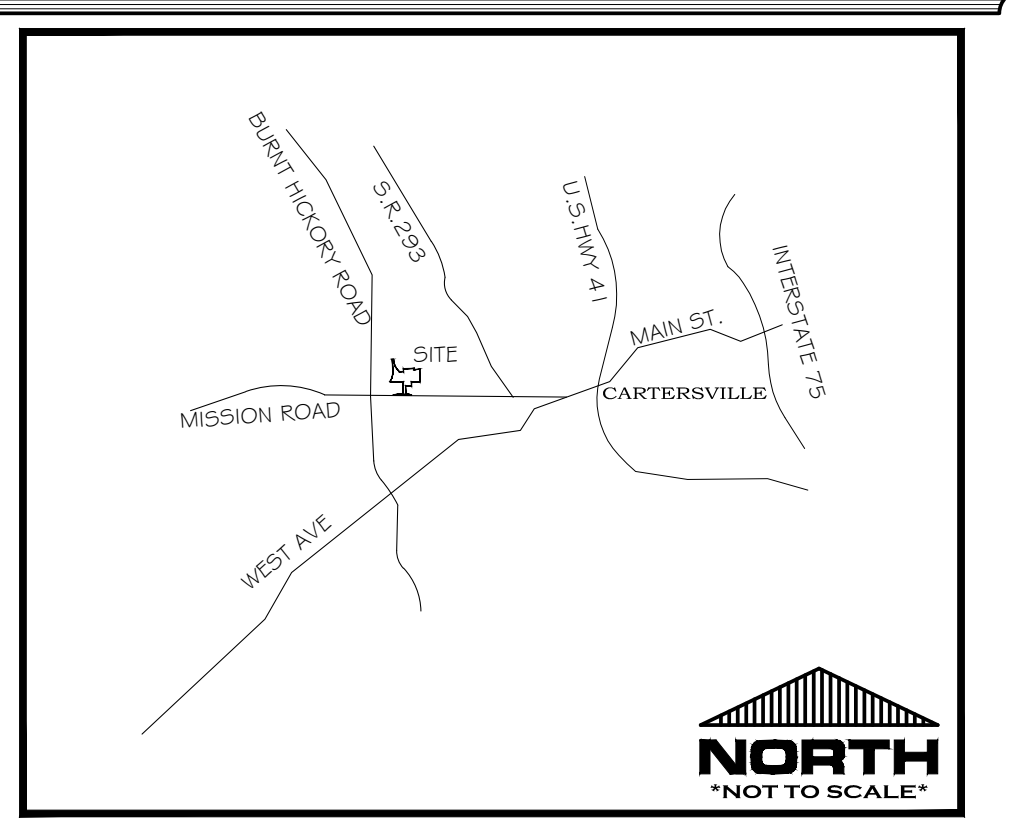 BURNT HICKORY ROAD
S.R.293
U.S.HWY 41
INTERSTATE 75
MAIN ST.
SITE
CARTERSVILLE
MISSION ROAD
WEST AVE
NORTH
*NOT TO SCALE*